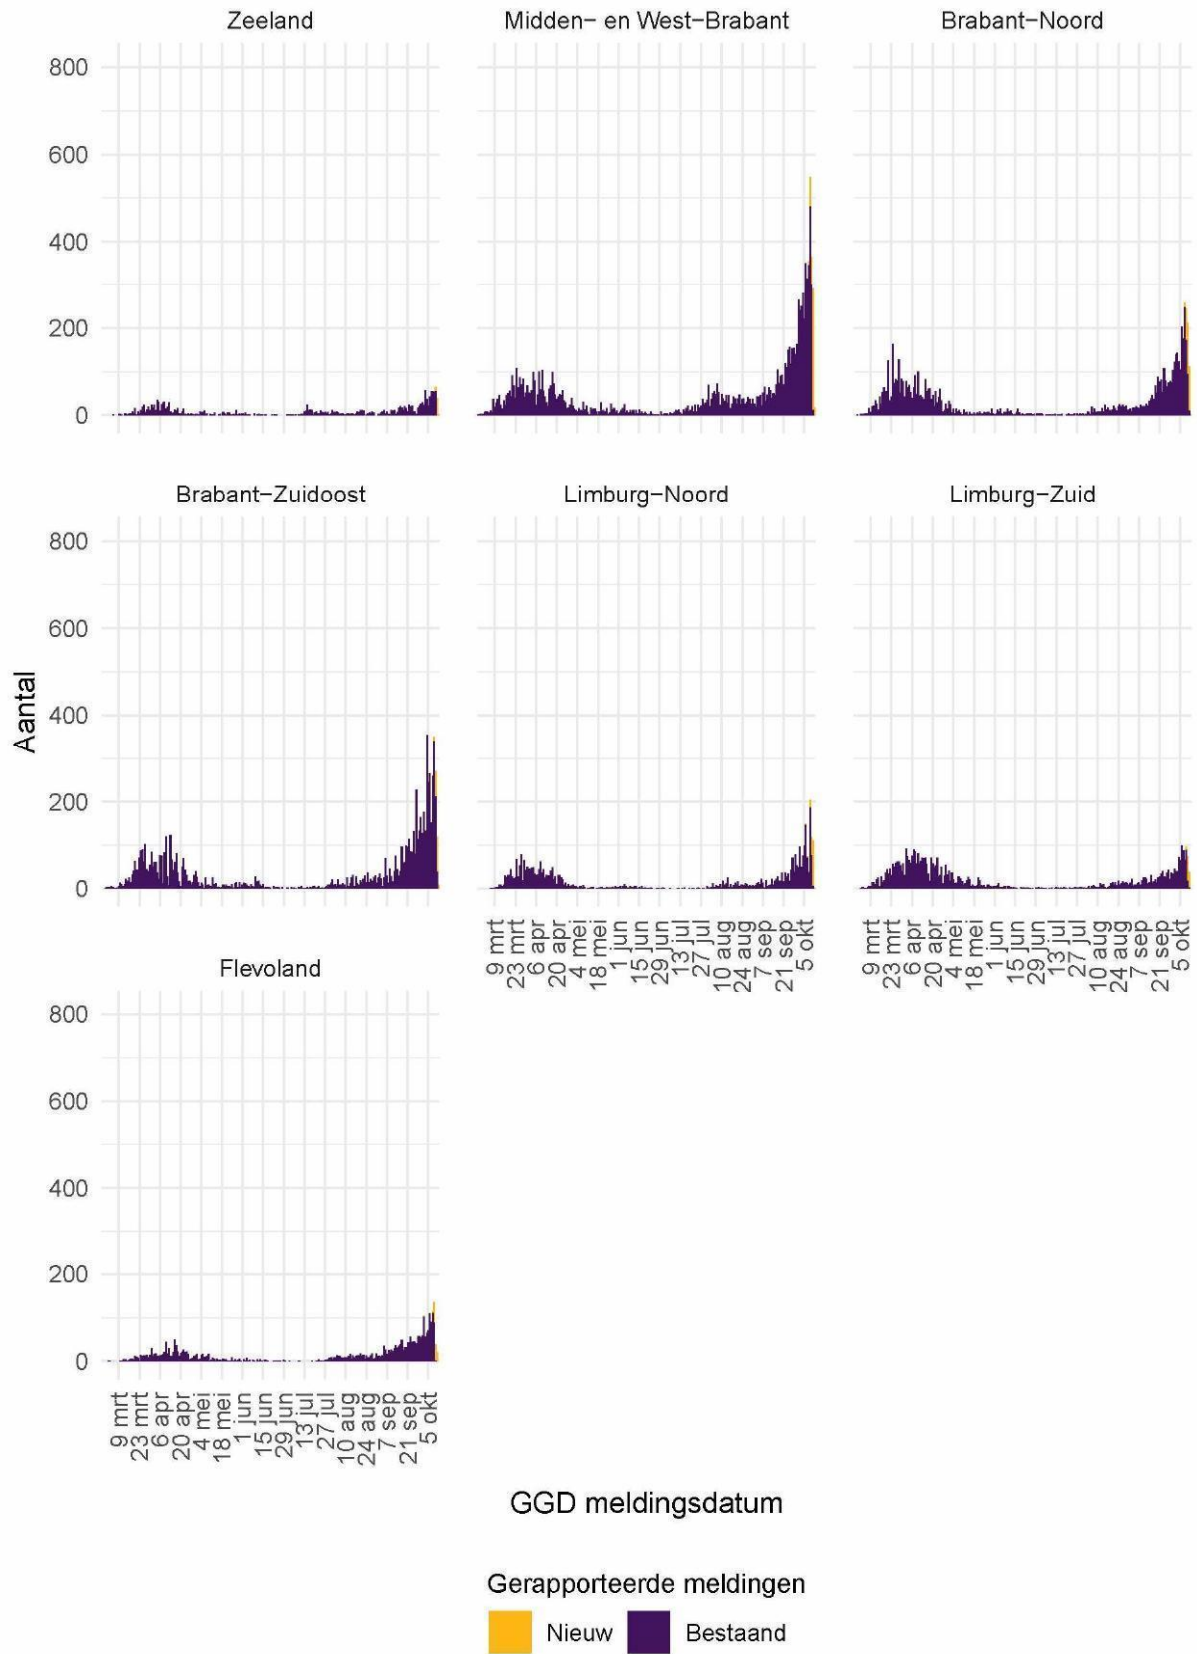 Zeeland
Midden- en West-Brabant
Brabant-Noord
800
600
400
200
0
Brabant-Zuidoost
Limburg-Noord
Limburg-Zuid
800
600
400
200
0
Aantal
9 mrt
23 mrt
6 apr
20 apr
4 mei
18 mei
1 jun
15 jun
29 jun
13 jul
27 jul
10 aug
24 aug
7 sep
21 sep
5 okt
9 mrt
23 mrt
6 apr
20 apr
4 mei
18 mei
1 jun
15 jun
29 jun
13 jul
27 jul
10 aug
24 aug
7 sep
21 sep
5 okt
Flevoland
800
600
400
200
0
9 mrt
23 mrt
6 apr
20 apr
4 mei
18 mei
1 jun
15 jun
29 jun
13 jul
27 jul
10 aug
24 aug
7 sep
21 sep
5 okt
GGD meldingsdatum
Gerapporteerde meldingen
Nieuw Bestaand